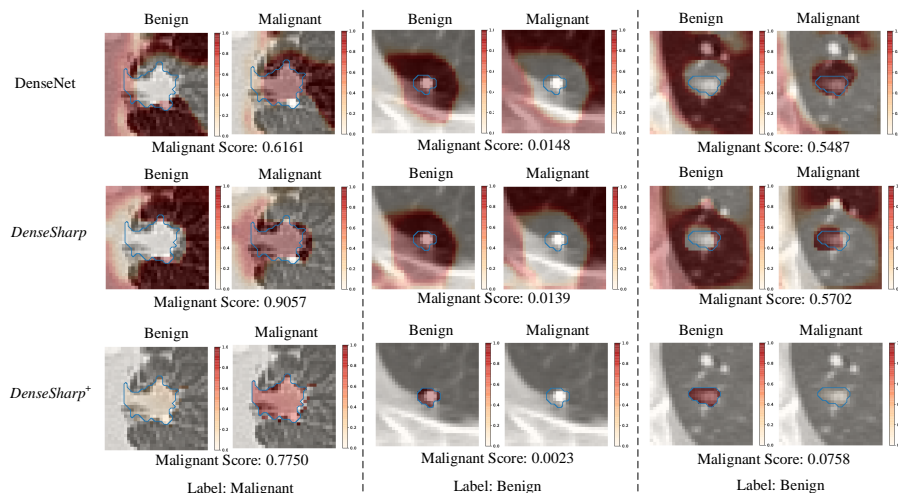 Benign Malignant Benign Malignant Benign Malignant
DenseNet
Malignant Score: 0.6161 Malignant Score: 0.0148 Malignant Score: 0.5487
Benign Malignant Benign Malignant Benign Malignant
DenseSharp
Malignant Score: 0.9057 Malignant Score: 0.0139 Malignant Score: 0.5702
Benign Malignant Benign Malignant Benign Malignant
DenseSharp⁺
Malignant Score: 0.7750 Malignant Score: 0.0023 Malignant Score: 0.0758
Label: Malignant Label: Benign Label: Benign